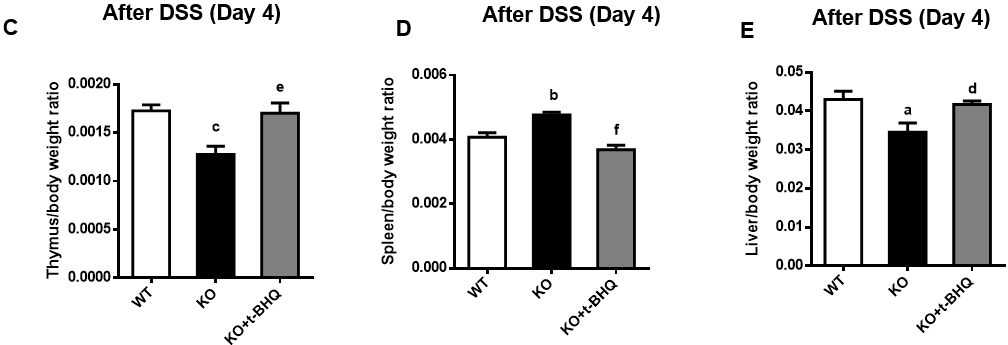 C
After DSS (Day 4)
Thymus/body weight ratio
0.0020
0.0015
0.0010
0.0005
0.0000
c
e
WT
KO
KO+t-BHQ
D
After DSS (Day 4)
Spleen/body weight ratio
0.006
0.004
0.002
0.000
b
f
WT
KO
KO+t-BHQ
E
After DSS (Day 4)
Liver/body weight ratio
0.05
0.04
0.03
0.02
0.01
0.00
a
d
WT
KO
KO+t-BHQ